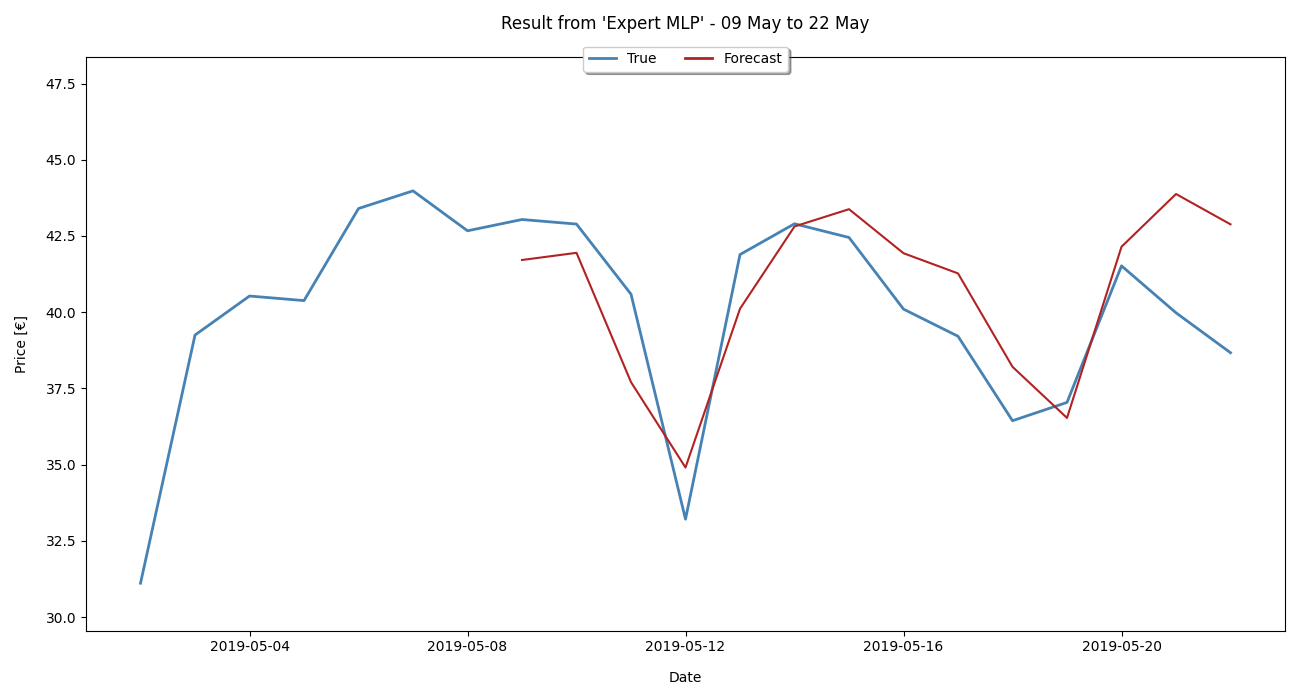 Result from 'Expert MLP' - 09 May to 22 May
True Forecast
47.5
45.0
42.5
40.0
37.5
35.0
32.5
30.0
Price [€]
2019-05-04 2019-05-08 2019-05-12 2019-05-16 2019-05-20
Date